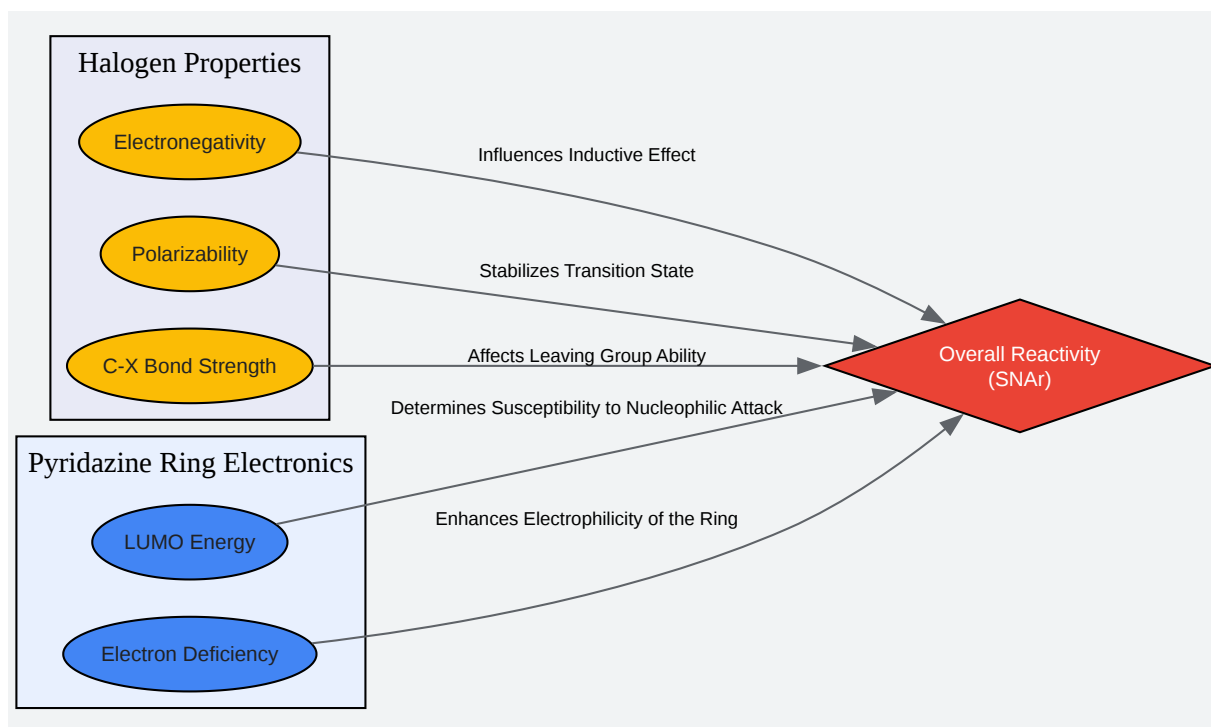 Halogen Properties
Electronegativity
Influences Inductive Effect
Polarizability
Stabilizes Transition State
C-X Bond Strength
Affects Leaving Group Ability
Overall Reactivity
(SNAr)
Determines Susceptibility to Nucleophilic Attack
Pyridazine Ring Electronics
LUMO Energy
Enhances Electrophilicity of the Ring
Electron Deficiency